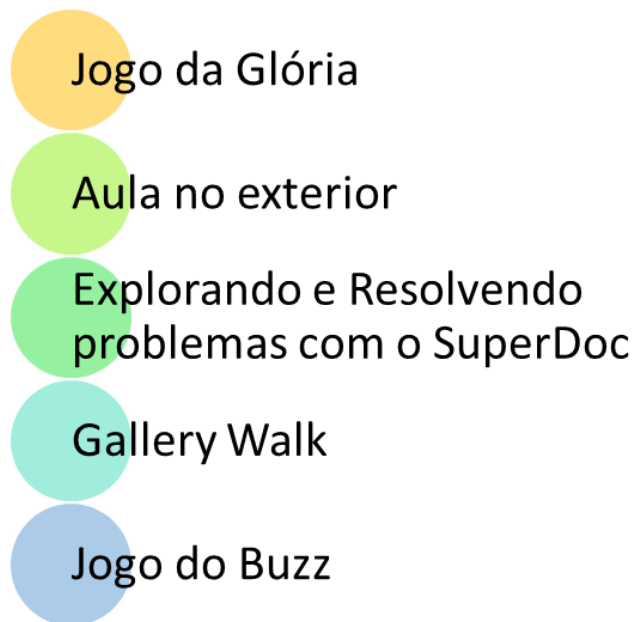 Jogo da Glória
Aula no exterior
Explorando e Resolvendo
problemas com o SuperDoc
Gallery Walk
Jogo do Buzz